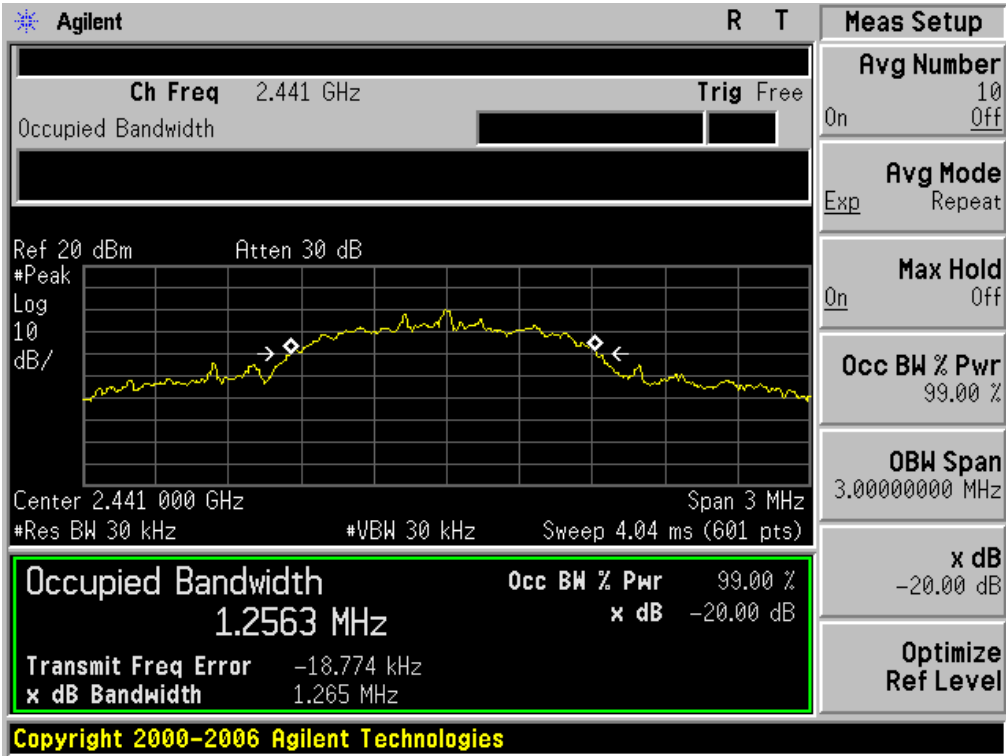 Agilent R T
Ch Freq 2.441 GHz Trig Free
Occupied Bandwidth
Ref 20 dBm Atten 30 dB
#Peak
Log
10
dB/
Center 2.441 000 GHz Span 3 MHz
#Res BW 30 kHz #VBW 30 kHz Sweep 4.04 ms (601 pts)
Occupied Bandwidth Occ BW % Pwr 99.00 %
1.2563 MHz x dB -20.00 dB
Transmit Freq Error -18.774 kHz
x dB Bandwidth 1.265 MHz
Copyright 2000-2006 Agilent Technologies
Meas Setup
Avg Number
10
On Off
Avg Mode
Exp Repeat
Max Hold
On Off
Occ BW % Pwr
99.00 %
OBW Span
3.00000000 MHz
x dB
-20.00 dB
Optimize
Ref Level